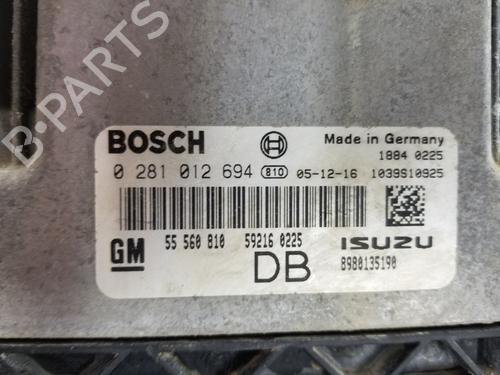 B-PARTS
BOSCH
Made in Germany
1884 0225
0 281 012 694 810 05-12-16 1039S10925
GM 55 560 810 59216 0225 ISUZU
DB 8980135190